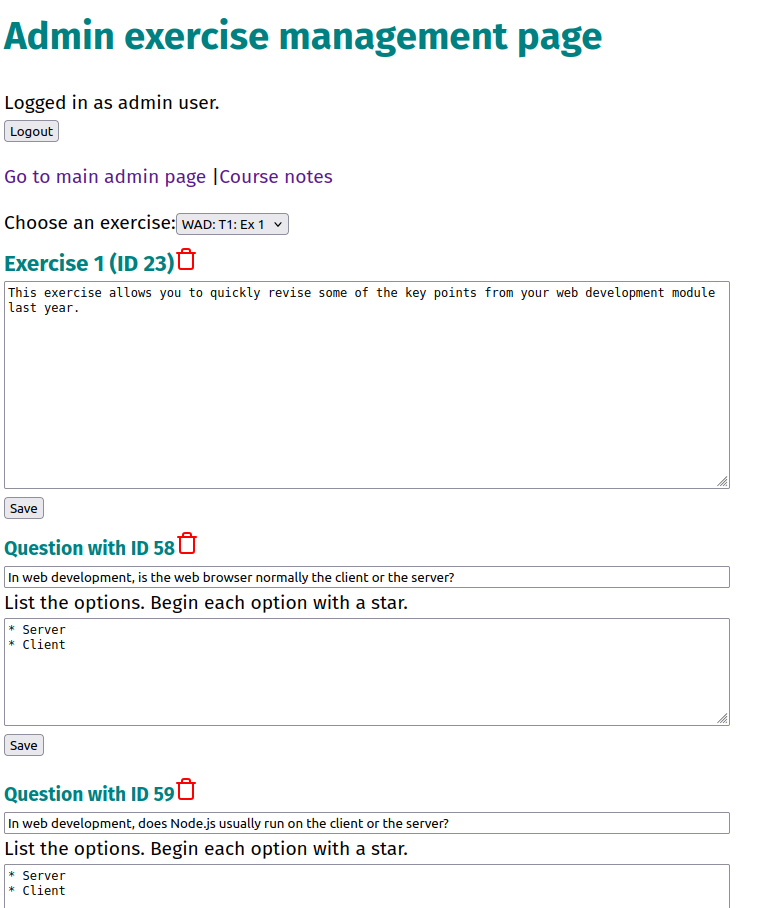 Admin exercise management page
Logged in as admin user.
Logout
Go to main admin page |Course notes
Choose an exercise: WAD: T1: Ex 1
Exercise 1 (ID 23)
This exercise allows you to quickly revise some of the key points from your web development module
last year.
Save
Question with ID 58
In web development, is the web browser normally the client or the server?
List the options. Begin each option with a star.
* Server
* Client
Save
Question with ID 59
In web development, does Node.js usually run on the client or the server?
List the options. Begin each option with a star.
* Server
* Client